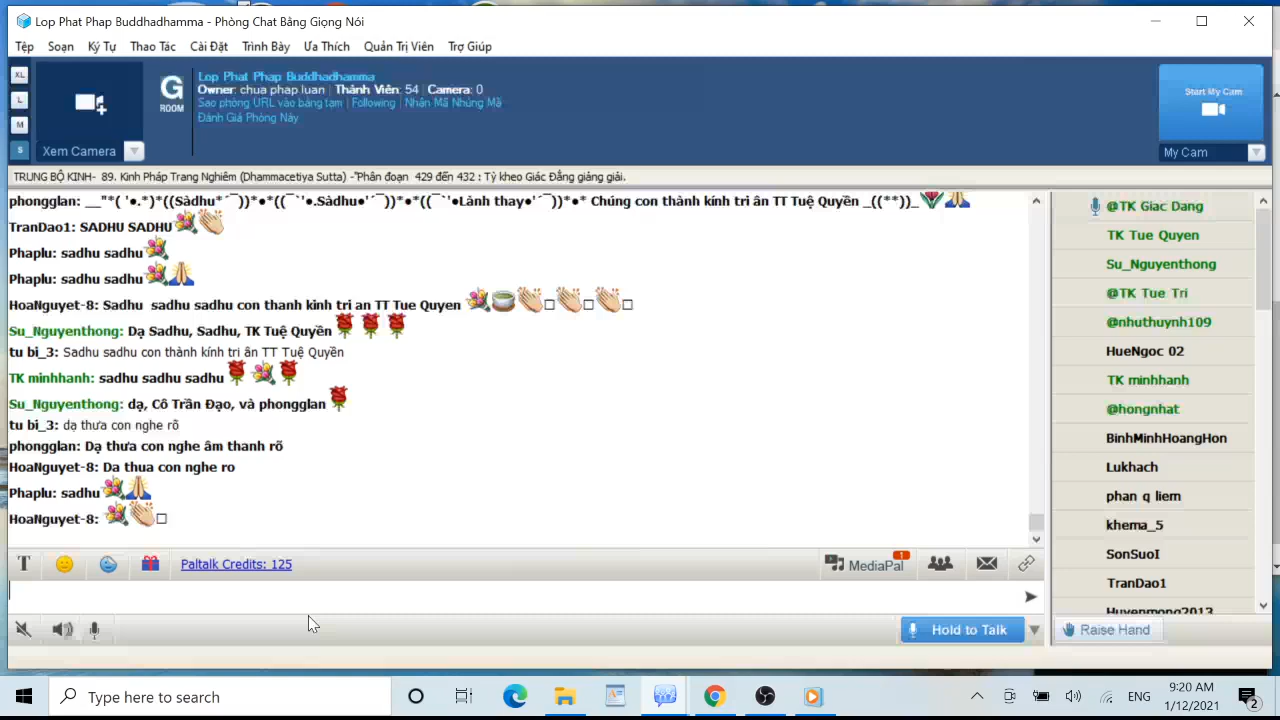 Lop Phat Phap Buddhadhamma - Phòng Chat Bằng Giọng Nói
Tệp Soạn Ký Tự Thao Tác Cài Đặt Trình Bày Ưa Thích Quản Trị Viên Trợ Giúp
XL
L
M
S
Xem Camera
G
ROOM
Lop Phat Phap Buddhadhamma
Owner: chua phap luan | Thành Viên: 54 | Camera: 0
Sao phòng URL vào bảng tạm | Following | Nhận Mã Nhúng Mã
Đánh Giá Phòng Này
Start My Cam
My Cam
TRUNG BỘ KINH- 89. Kinh Pháp Trang Nghiêm (Dhammacetiya Sutta) -"Phân đoạn 429 đến 432 : Tỳ kheo Giác Đẳng giảng giải.
phongglan: __"*( '●.*)*((Sàdhu*´¯))*●*((¯`'●.Sàdhu●'´¯))*●*((¯`'●Lành thay●'´¯))*●* Chúng con thành kính tri ân TT Tuệ Quyền _((**))_
TranDao1: SADHU SADHU
Phaplu: sadhu sadhu
Phaplu: sadhu sadhu
HoaNguyet-8: Sadhu sadhu sadhu con thanh kinh tri an TT Tue Quyen
Su_Nguyenthong: Dạ Sadhu, Sadhu, TK Tuệ Quyền
tu bi_3: Sadhu sadhu con thành kính tri ân TT Tuệ Quyền
TK minhhanh: sadhu sadhu sadhu
Su_Nguyenthong: dạ, Cô Trần Đạo, và phongglan
tu bi_3: dạ thưa con nghe rõ
phongglan: Dạ thưa con nghe âm thanh rõ
HoaNguyet-8: Da thua con nghe ro
Phaplu: sadhu
HoaNguyet-8:
@TK Giac Dang
TK Tue Quyen
Su_Nguyenthong
@TK Tue Tri
@nhuthuynh109
HueNgoc 02
TK minhhanh
@hongnhat
BinhMinhHoangHon
Lukhach
phan q liem
khema_5
SonSuoI
TranDao1
Huyenmong2013
T Paltalk Credits: 125 MediaPal 1
Hold to Talk Raise Hand
Type here to search
ENG
9:20 AM
1/12/2021
2